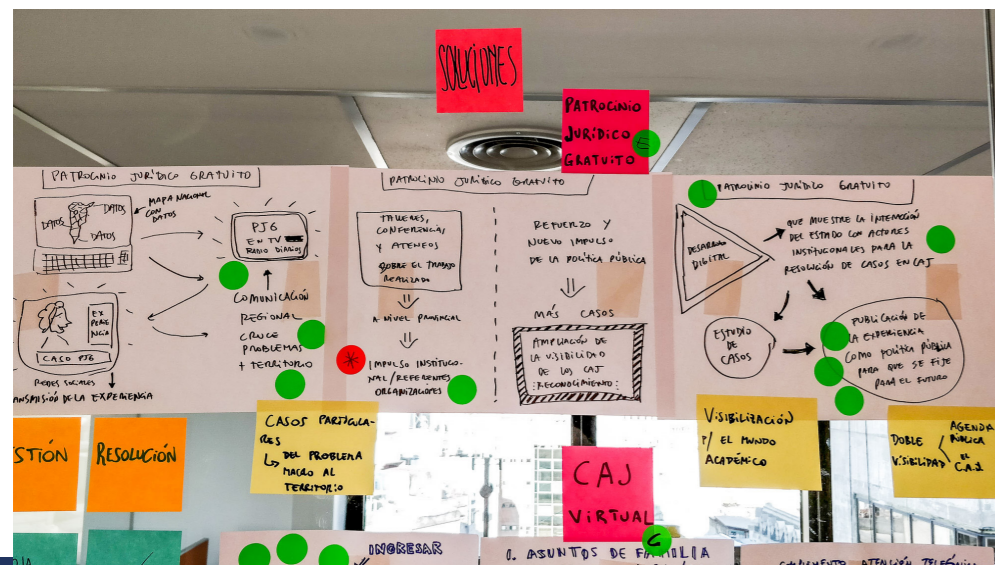 SOLUCIONES
PATROCINIO
JURÍDICO
GRATUITO
E
PATROCINIO JURÍDICO GRATUITO
DATOS
DATOS
DATOS
DATOS
MAPA NACIONAL
CON
DATOS
PJG
EN TV
RADIO DIARIOS
EXPERIENCIA
CASO PJG
REDES SOCIALES
TRANSMISIÓN DE LA EXPERIENCIA
COMUNICACIÓN
REGIONAL
CRUCE
PROBLEMAS
+ TERRITORIO
PATROCINIO JURÍDICO GRATUITO
TALLERES,
CONFERENCIAS
Y ATENEOS
SOBRE EL TRABAJO
REALIZADO
A NIVEL PROVINCIAL
IMPULSO INSTITUCIO-
NAL/REFERENTES
ORGANIZACIONES
REFUERZO Y
NUEVO IMPULSO
DE LA POLÍTICA PÚBLICA
MÁS CASOS
AMPLIACIÓN DE
LA VISIBILIDAD
DE LOS CAJ
RECONOCIMIENTO
PATROCINIO JURÍDICO GRATUITO
DESARROLLO
DIGITAL
QUE MUESTRE LA INTERACCIÓN
DEL ESTADO CON ACTORES
INSTITUCIONALES PARA LA
RESOLUCIÓN DE CASOS EN CAJ
ESTUDIO
DE
CASOS
PUBLICACIÓN DE
LA EXPERIENCIA
COMO POLÍTICA PÚBLICA
PARA QUE SE FIJE
PARA EL FUTURO
STIÓN
RESOLUCIÓN
CASOS PARTICULA-
RES
DEL PROBLEMA
MACRO AL
TERRITORIO
CAJ
VIRTUAL
VISIBILIZACIÓN
P/ EL MUNDO
ACADÉMICO
DOBLE
VISIBILIDAD
AGENDA
PÚBLICA
EL
C.A.J.
INGRESAR
0. ASUNTOS DE FAMILIA
ATENCIÓN